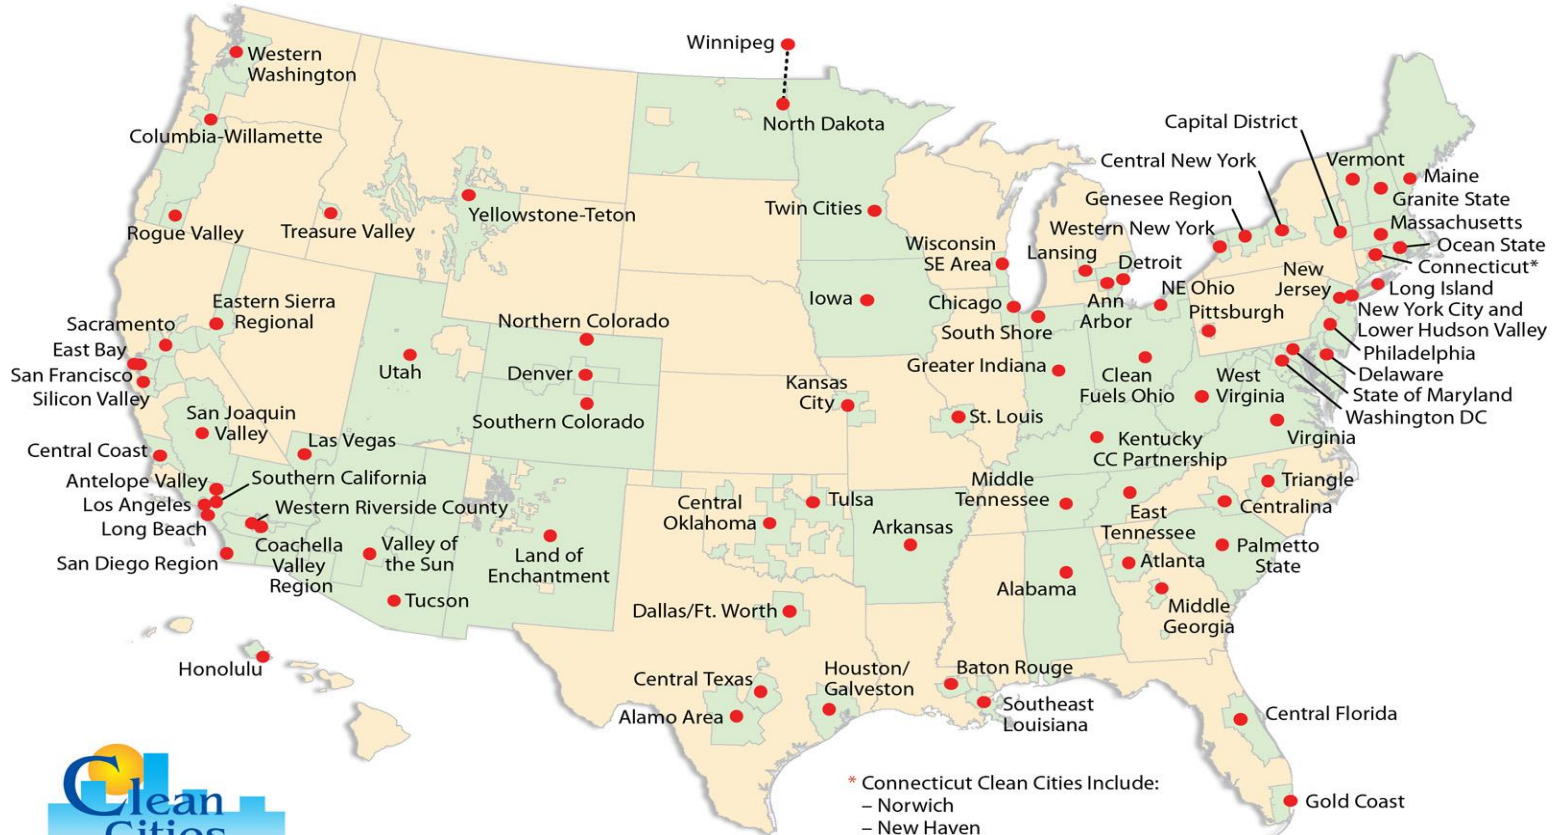 Winnipeg
Western
Washington
North Dakota
Capital District
Columbia-Willamette
Central New York
Vermont
Maine
Genesee Region
Granite State
Yellowstone-Teton
Twin Cities
Massachusetts
Rogue Valley
Treasure Valley
Western New York
Ocean State
Wisconsin
SE Area
Lansing
Detroit
Connecticut*
New
Jersey
Long Island
Eastern Sierra
Regional
Iowa
Chicago
Ann
Arbor
NE Ohio
Pittsburgh
New York City and
Lower Hudson Valley
Sacramento
Northern Colorado
South Shore
East Bay
Philadelphia
San Francisco
Utah
Denver
Greater Indiana
Clean
Fuels Ohio
West
Virginia
Delaware
Silicon Valley
Kansas
City
State of Maryland
San Joaquin
Valley
Southern Colorado
St. Louis
Washington DC
Las Vegas
Kentucky
CC Partnership
Virginia
Central Coast
Antelope Valley
Southern California
Middle
Tennessee
Triangle
Los Angeles
Western Riverside County
Central
Oklahoma
Tulsa
East
Tennessee
Centralina
Long Beach
Arkansas
San Diego Region
Coachella
Valley
Region
Valley of
the Sun
Land of
Enchantment
Atlanta
Palmetto
State
Tucson
Alabama
Middle
Georgia
Dallas/Ft. Worth
Honolulu
Central Texas
Houston/
Galveston
Baton Rouge
Alamo Area
Southeast
Louisiana
Central Florida
Clean
Cities
* Connecticut Clean Cities Include:
– Norwich
– New Haven
Gold Coast